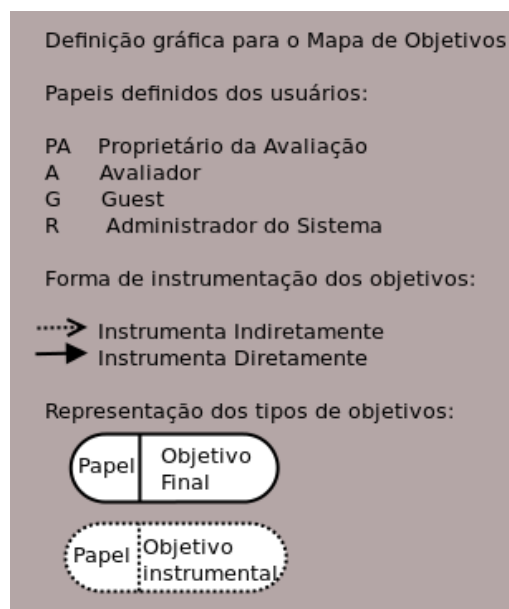 Definição gráfica para o Mapa de Objetivos
Papeis definidos dos usuários:
PA Proprietário da Avaliação
A Avaliador
G Guest
R Administrador do Sistema
Forma de instrumentação dos objetivos:
Instrumenta Indiretamente
Instrumenta Diretamente
Representação dos tipos de objetivos:
Papel Objetivo
Final
Papel Objetivo
instrumental